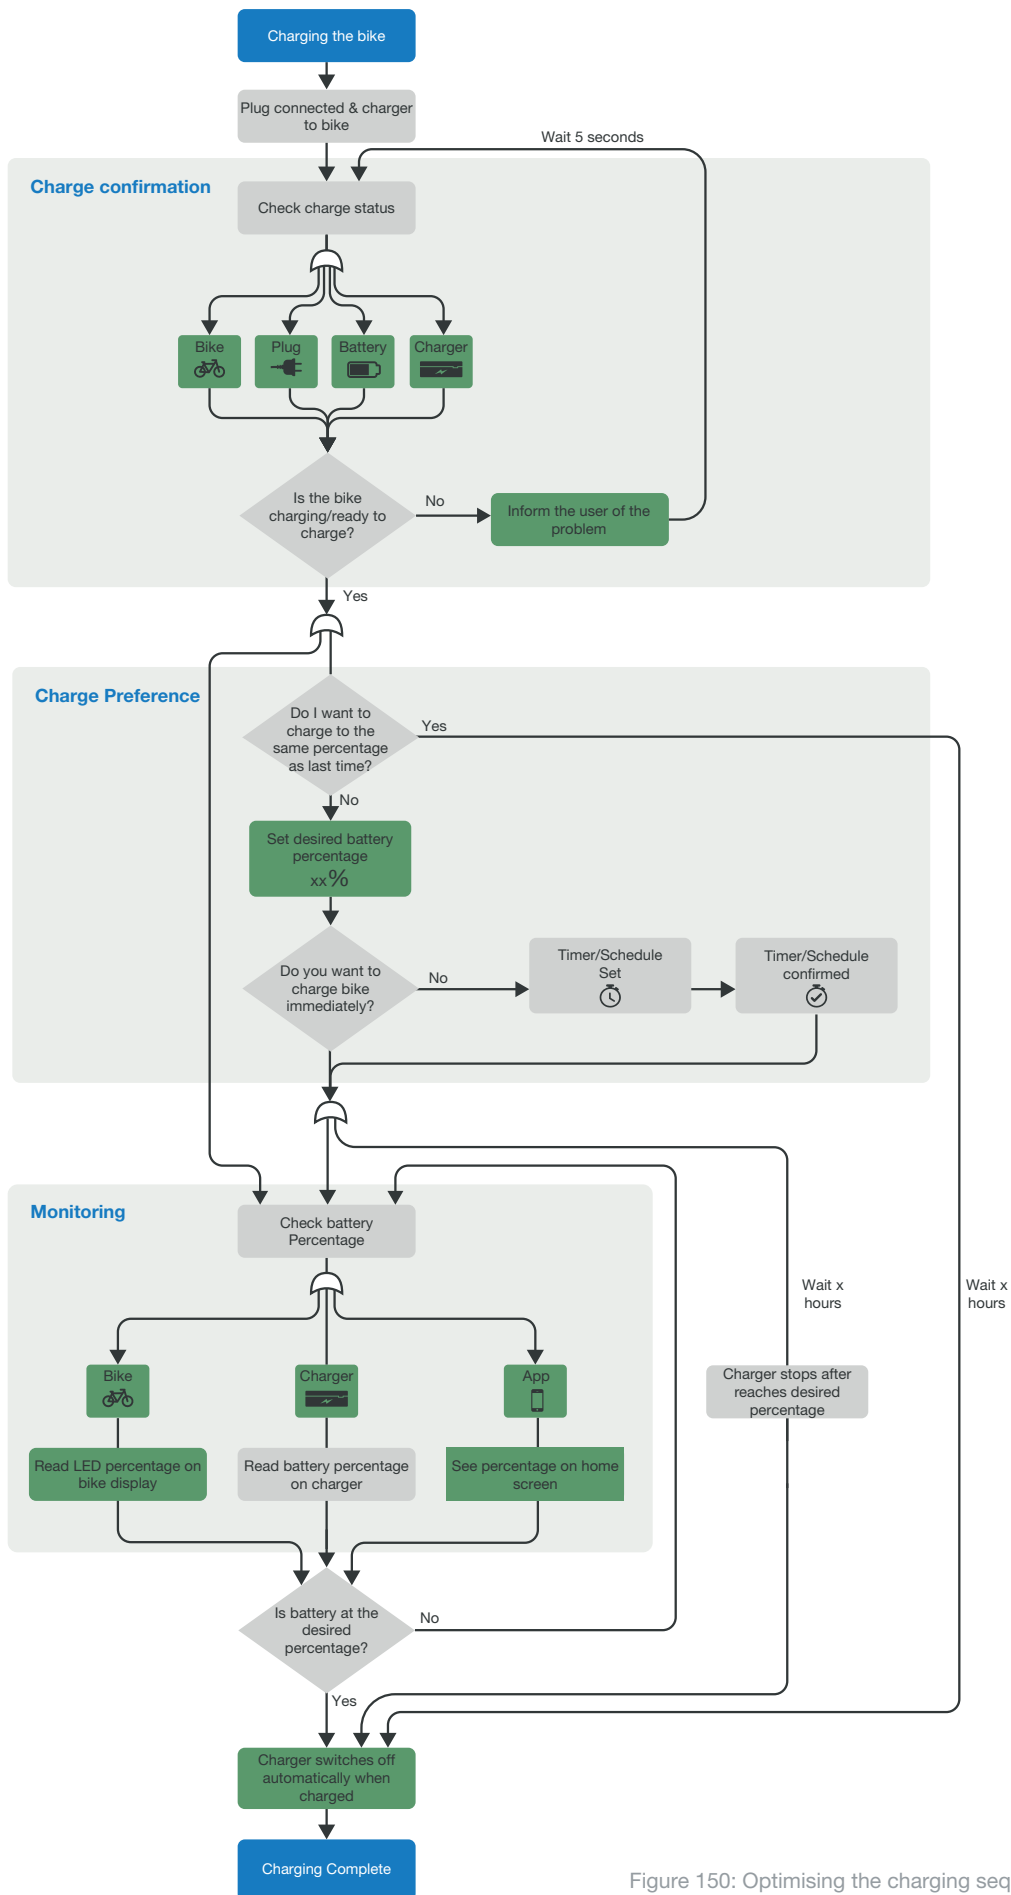 Charging the bike
Plug connected & charger
to bike
Wait 5 seconds
Charge confirmation
Check charge status
Bike
Plug
Battery
Charger
Is the bike
charging/ready to
charge?
No
Inform the user of the
problem
Yes
Charge Preference
Do I want to
charge to the
same percentage
as last time?
Yes
No
Set desired battery
percentage
xx%
Do you want to
charge bike
immediately?
No
Timer/Schedule
Set
Timer/Schedule
confirmed
Monitoring
Check battery
Percentage
Wait x
hours
Wait x
hours
Bike
Charger
App
Charger stops after
reaches desired
percentage
Read LED percentage on
bike display
Read battery percentage
on charger
See percentage on home
screen
Is battery at the
desired
percentage?
No
Yes
Charger switches off
automatically when
charged
Charging Complete
Figure 150: Optimising the charging seq